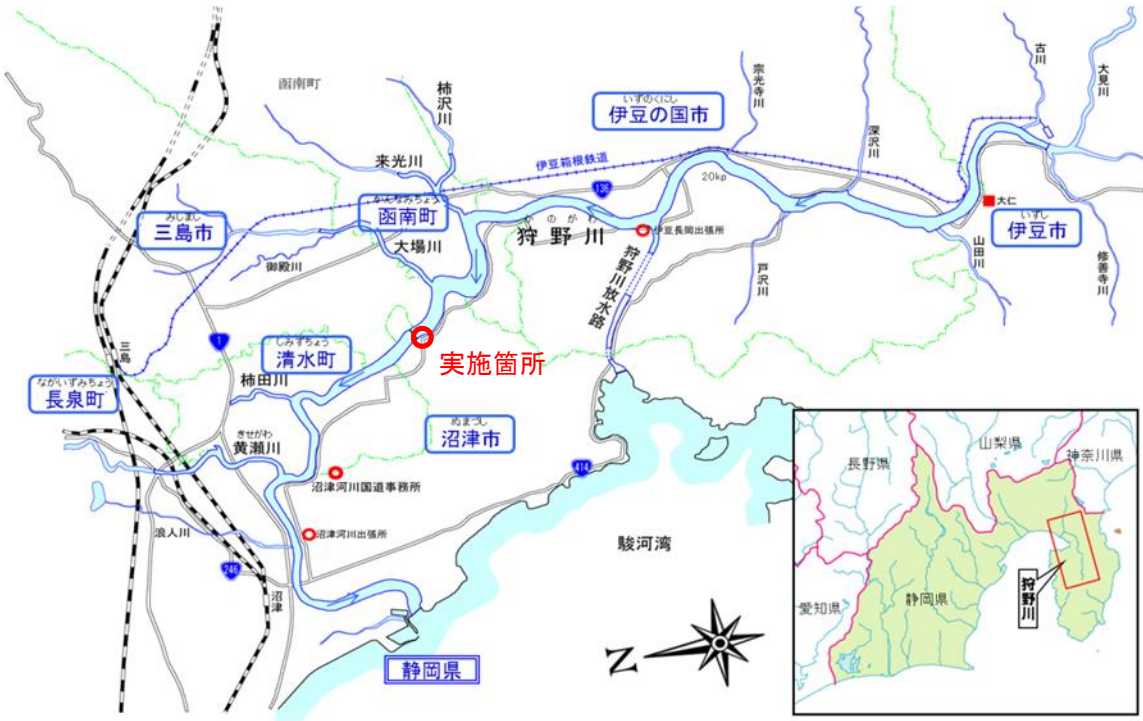 函南町
柿沢川
来光川
みしまし
三島市
かんなみちょう
函南町
大場川
御殿川
かのがわ
狩野川
伊豆箱根鉄道
136
いずのくにし
伊豆の国市
宗光寺川
20kp
深沢川
古川
大見川
大仁
いずし
伊豆市
山田川
修善寺川
伊豆長岡出張所
狩野川放水路
戸沢川
1
しみずちょう
清水町
実施箇所
三島
ながいずみちょう
長泉町
柿田川
きせがわ
黄瀬川
ぬまづし
沼津市
沼津河川国道事務所
414
浪人川
沼津河川出張所
246
沼津
駿河湾
静岡県
N
長野県
山梨県
神奈川県
愛知県
静岡県
狩野川